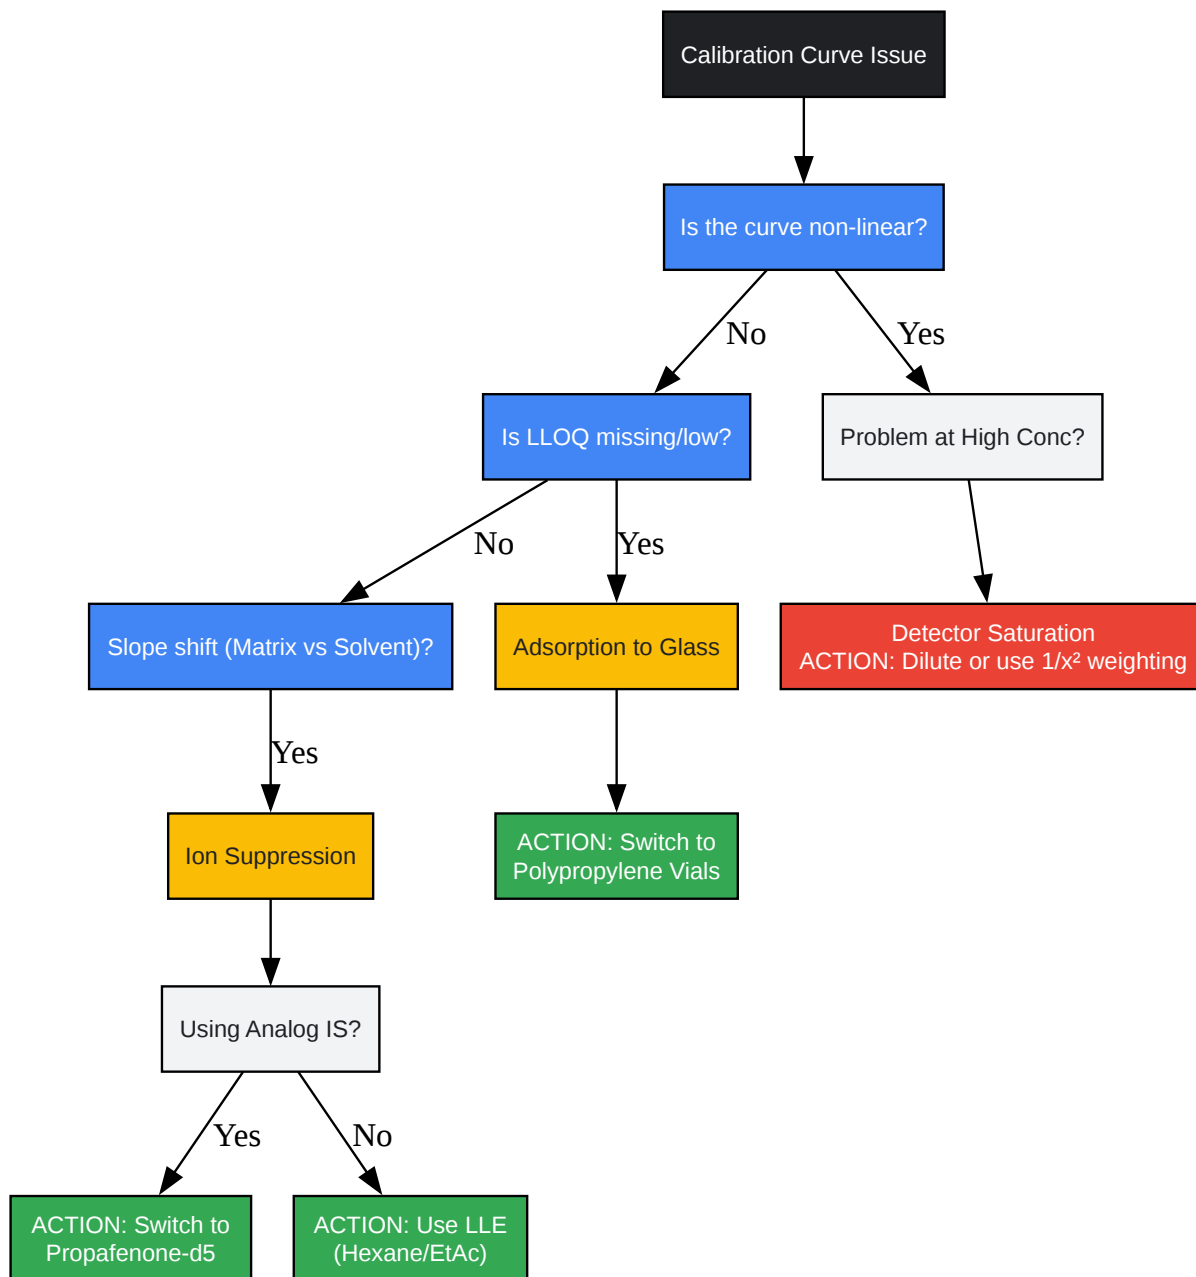 Calibration Curve Issue
Is the curve non-linear?
No
Yes
Is LLOQ missing/low?
Problem at High Conc?
No
Yes
Slope shift (Matrix vs Solvent)?
Adsorption to Glass
Detector Saturation
ACTION: Dilute or use 1/x² weighting
Yes
Ion Suppression
ACTION: Switch to
Polypropylene Vials
Using Analog IS?
Yes
No
ACTION: Switch to
Propafenone-d5
ACTION: Use LLE
(Hexane/EtAc)